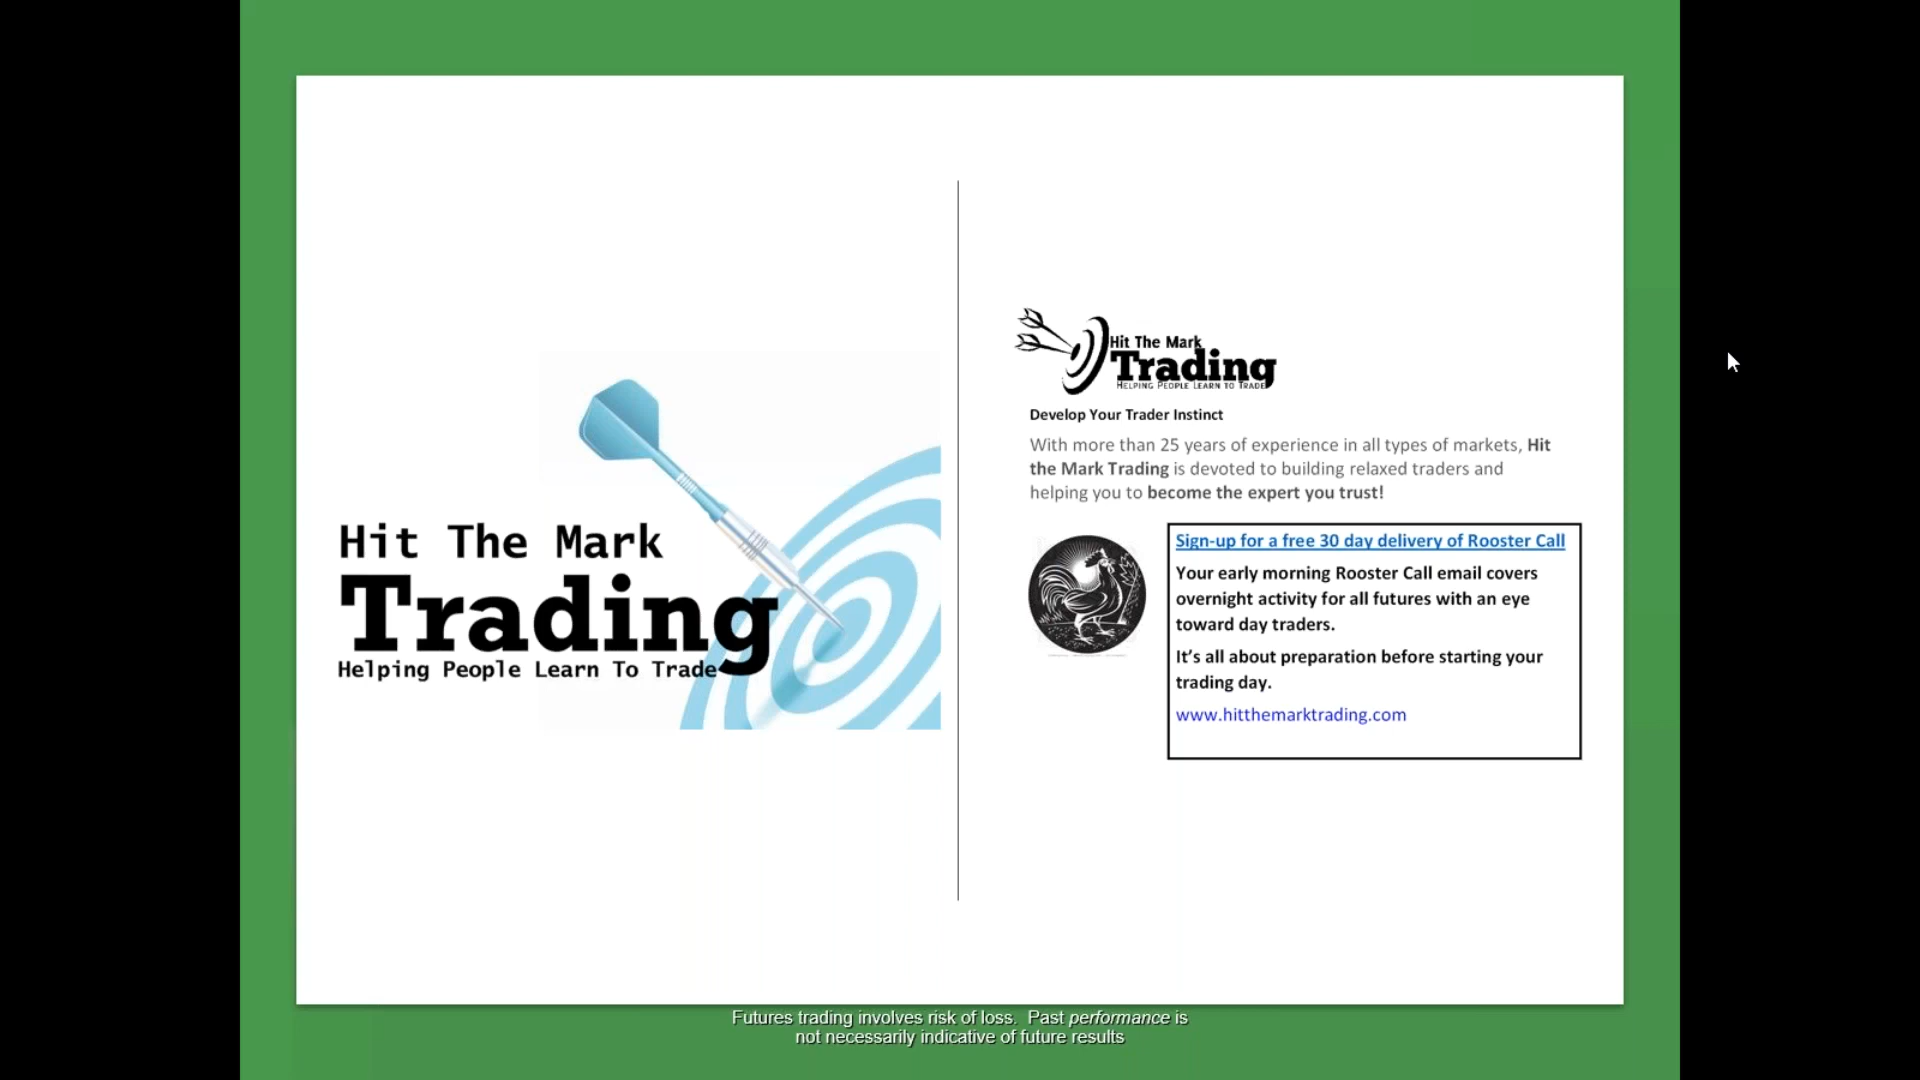 Hit The Mark
Trading
Helping People Learn To Trade
Hit The Mark
Trading
HELPING PEOPLE LEARN TO TRADE
Develop Your Trader Instinct
With more than 25 years of experience in all types of markets, Hit
the Mark Trading is devoted to building relaxed traders and
helping you to become the expert you trust!
Sign-up for a free 30 day delivery of Rooster Call
Your early morning Rooster Call email covers
overnight activity for all futures with an eye
toward day traders.
It’s all about preparation before starting your
trading day.
www.hitthemarktrading.com
Futures trading involves risk of loss.  Past performance is
not necessarily indicative of future results